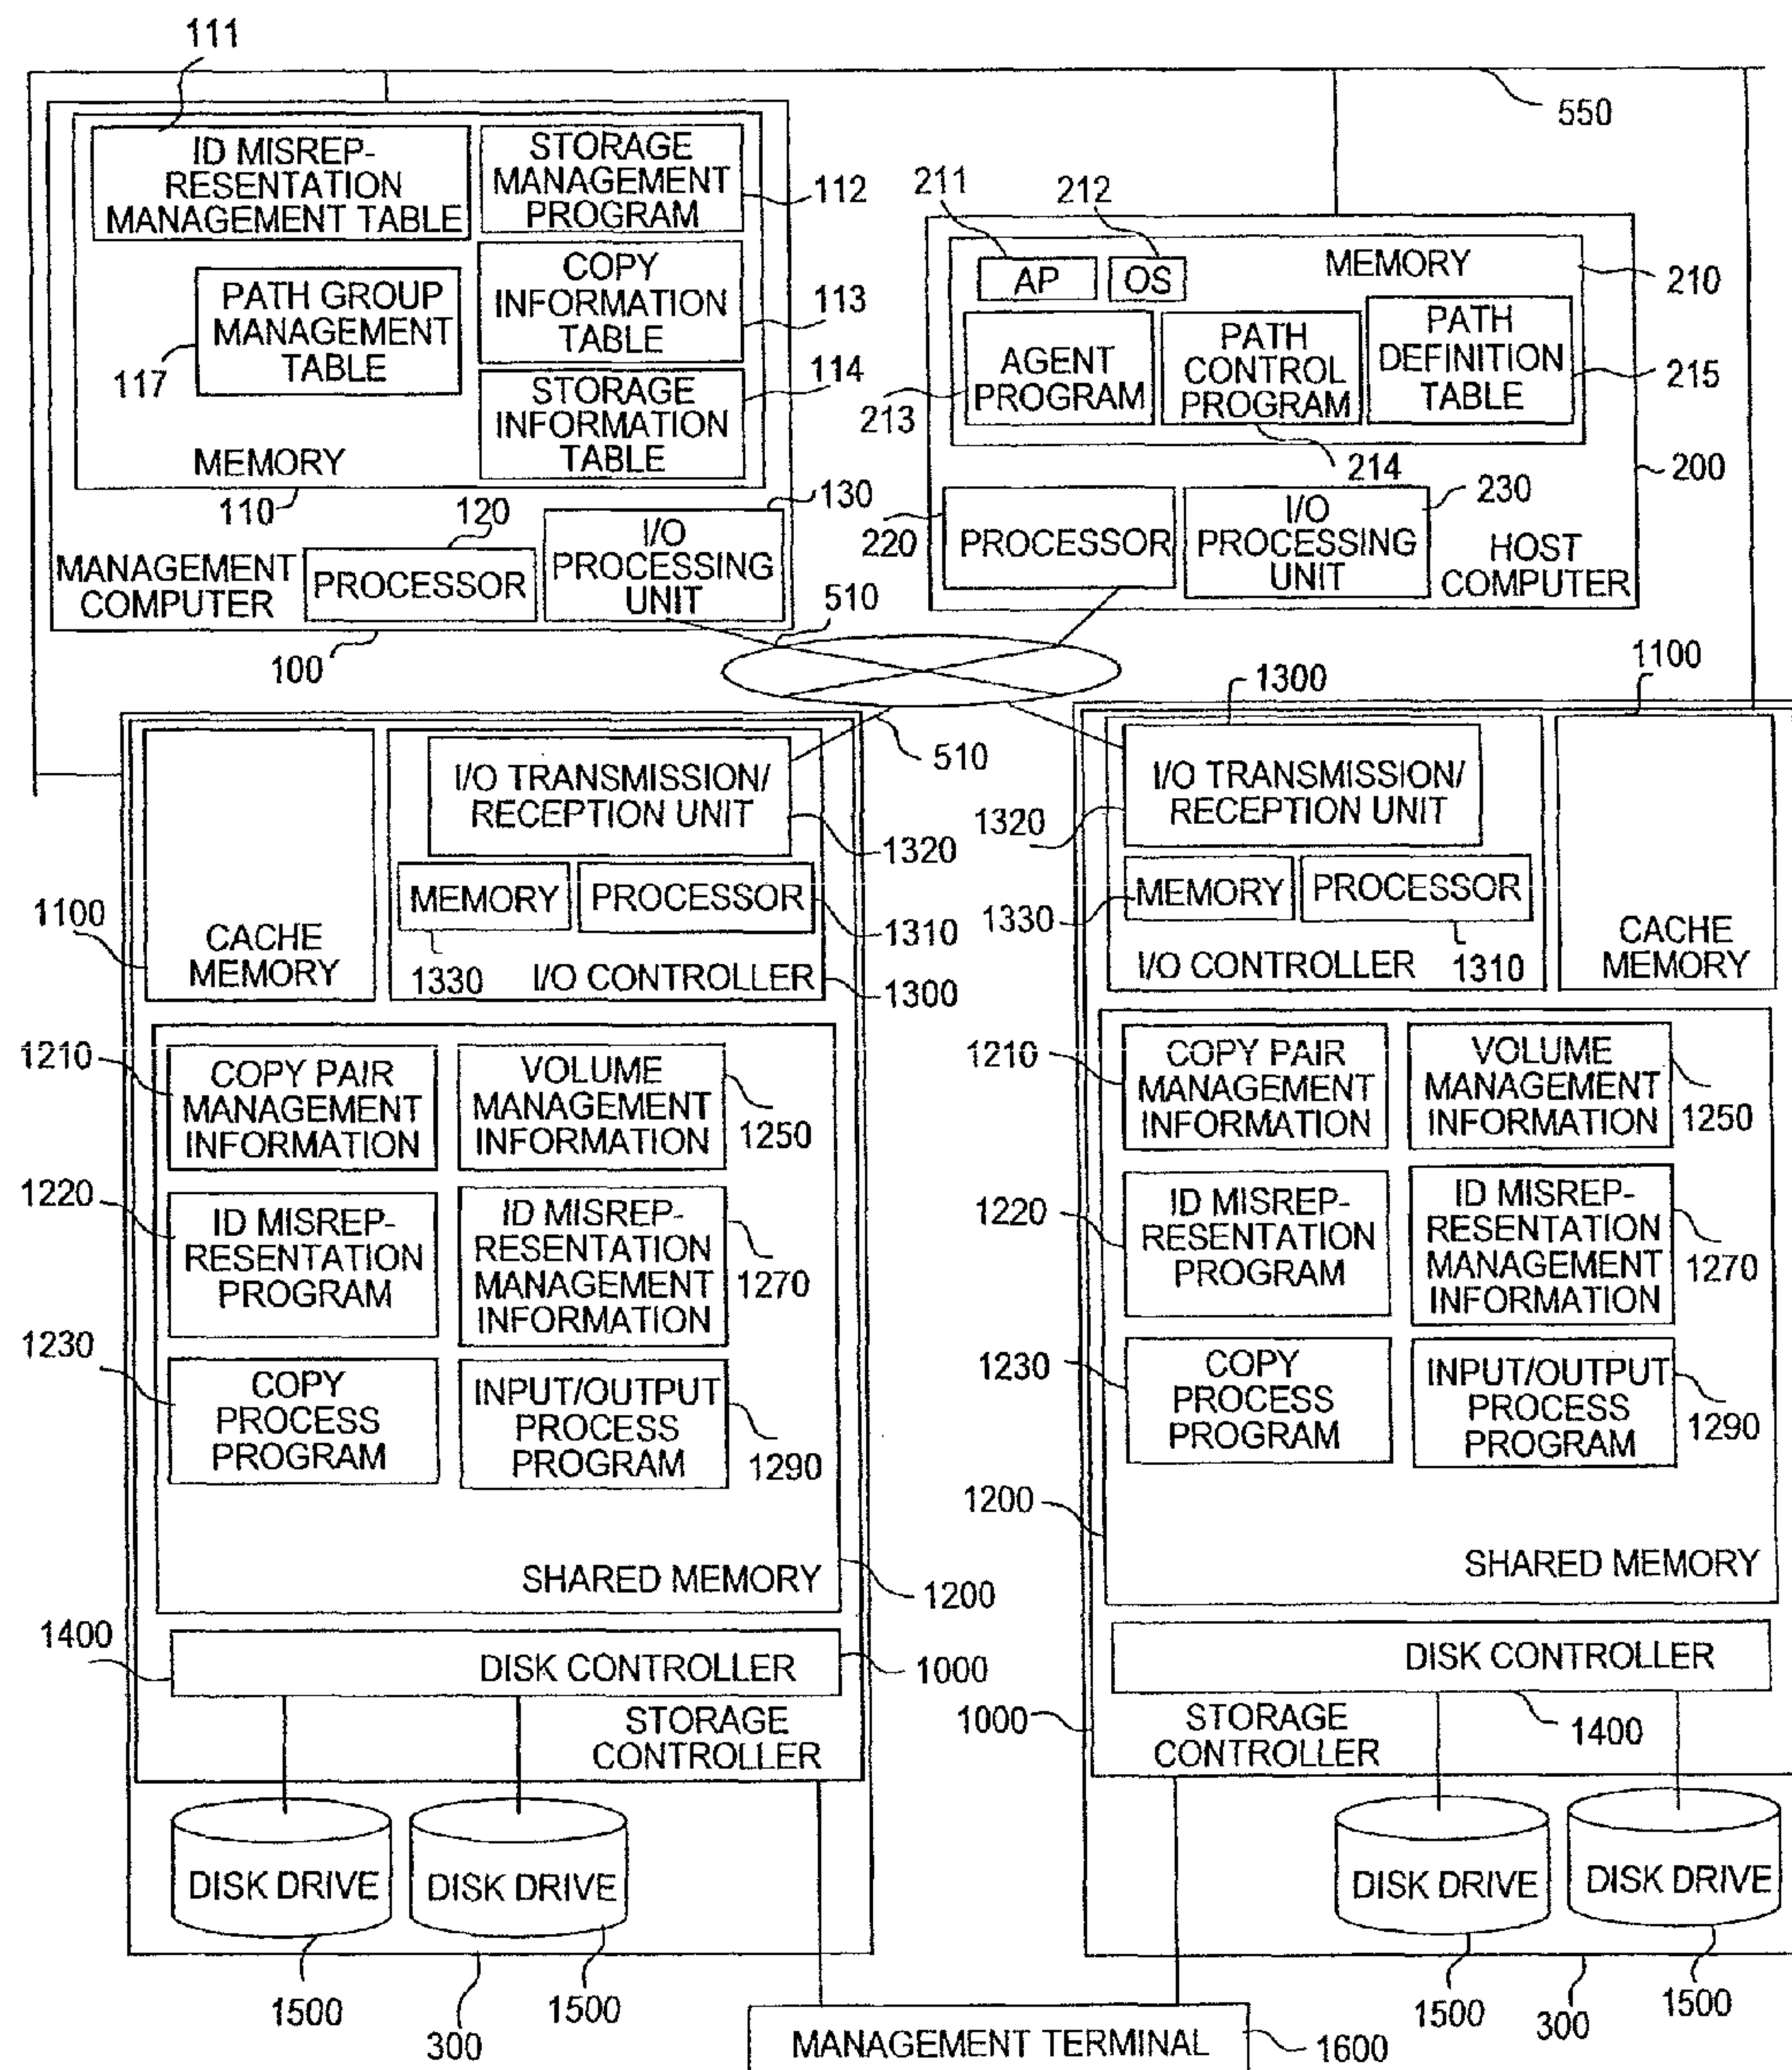 111
550
ID MISREP-
RESENTATION
MANAGEMENT TABLE
STORAGE
MANAGEMENT
PROGRAM
112
PATH GROUP
MANAGEMENT
TABLE
117
COPY
INFORMATION
TABLE
113
STORAGE
INFORMATION
TABLE
114
MEMORY
110
120
130
MANAGEMENT
COMPUTER
PROCESSOR
I/O
PROCESSING
UNIT
100
211
212
AP
OS
MEMORY
210
AGENT
PROGRAM
213
PATH
CONTROL
PROGRAM
214
PATH
DEFINITION
TABLE
215
200
230
220
PROCESSOR
I/O
PROCESSING
UNIT
HOST
COMPUTER
510
510
1100
CACHE
MEMORY
I/O TRANSMISSION/
RECEPTION UNIT
1320
MEMORY
PROCESSOR
1330
1310
I/O CONTROLLER
1300
1210
COPY PAIR
MANAGEMENT
INFORMATION
VOLUME
MANAGEMENT
INFORMATION
1250
1220
ID MISREP-
RESENTATION
PROGRAM
ID MISREP-
RESENTATION
MANAGEMENT
INFORMATION
1270
1230
COPY
PROCESS
PROGRAM
INPUT/OUTPUT
PROCESS
PROGRAM
1290
SHARED MEMORY
1200
1400
DISK CONTROLLER
1000
STORAGE
CONTROLLER
DISK DRIVE
DISK DRIVE
1500
300
1500
1300
1100
I/O TRANSMISSION/
RECEPTION UNIT
1320
MEMORY
PROCESSOR
1330
I/O CONTROLLER
1310
CACHE
MEMORY
1210
COPY PAIR
MANAGEMENT
INFORMATION
VOLUME
MANAGEMENT
INFORMATION
1250
1220
ID MISREP-
RESENTATION
PROGRAM
ID MISREP-
RESENTATION
MANAGEMENT
INFORMATION
1270
1230
COPY
PROCESS
PROGRAM
INPUT/OUTPUT
PROCESS
PROGRAM
1290
1200
SHARED MEMORY
DISK CONTROLLER
1000
STORAGE
CONTROLLER
1400
DISK DRIVE
DISK DRIVE
1500
300
1500
MANAGEMENT TERMINAL
1600